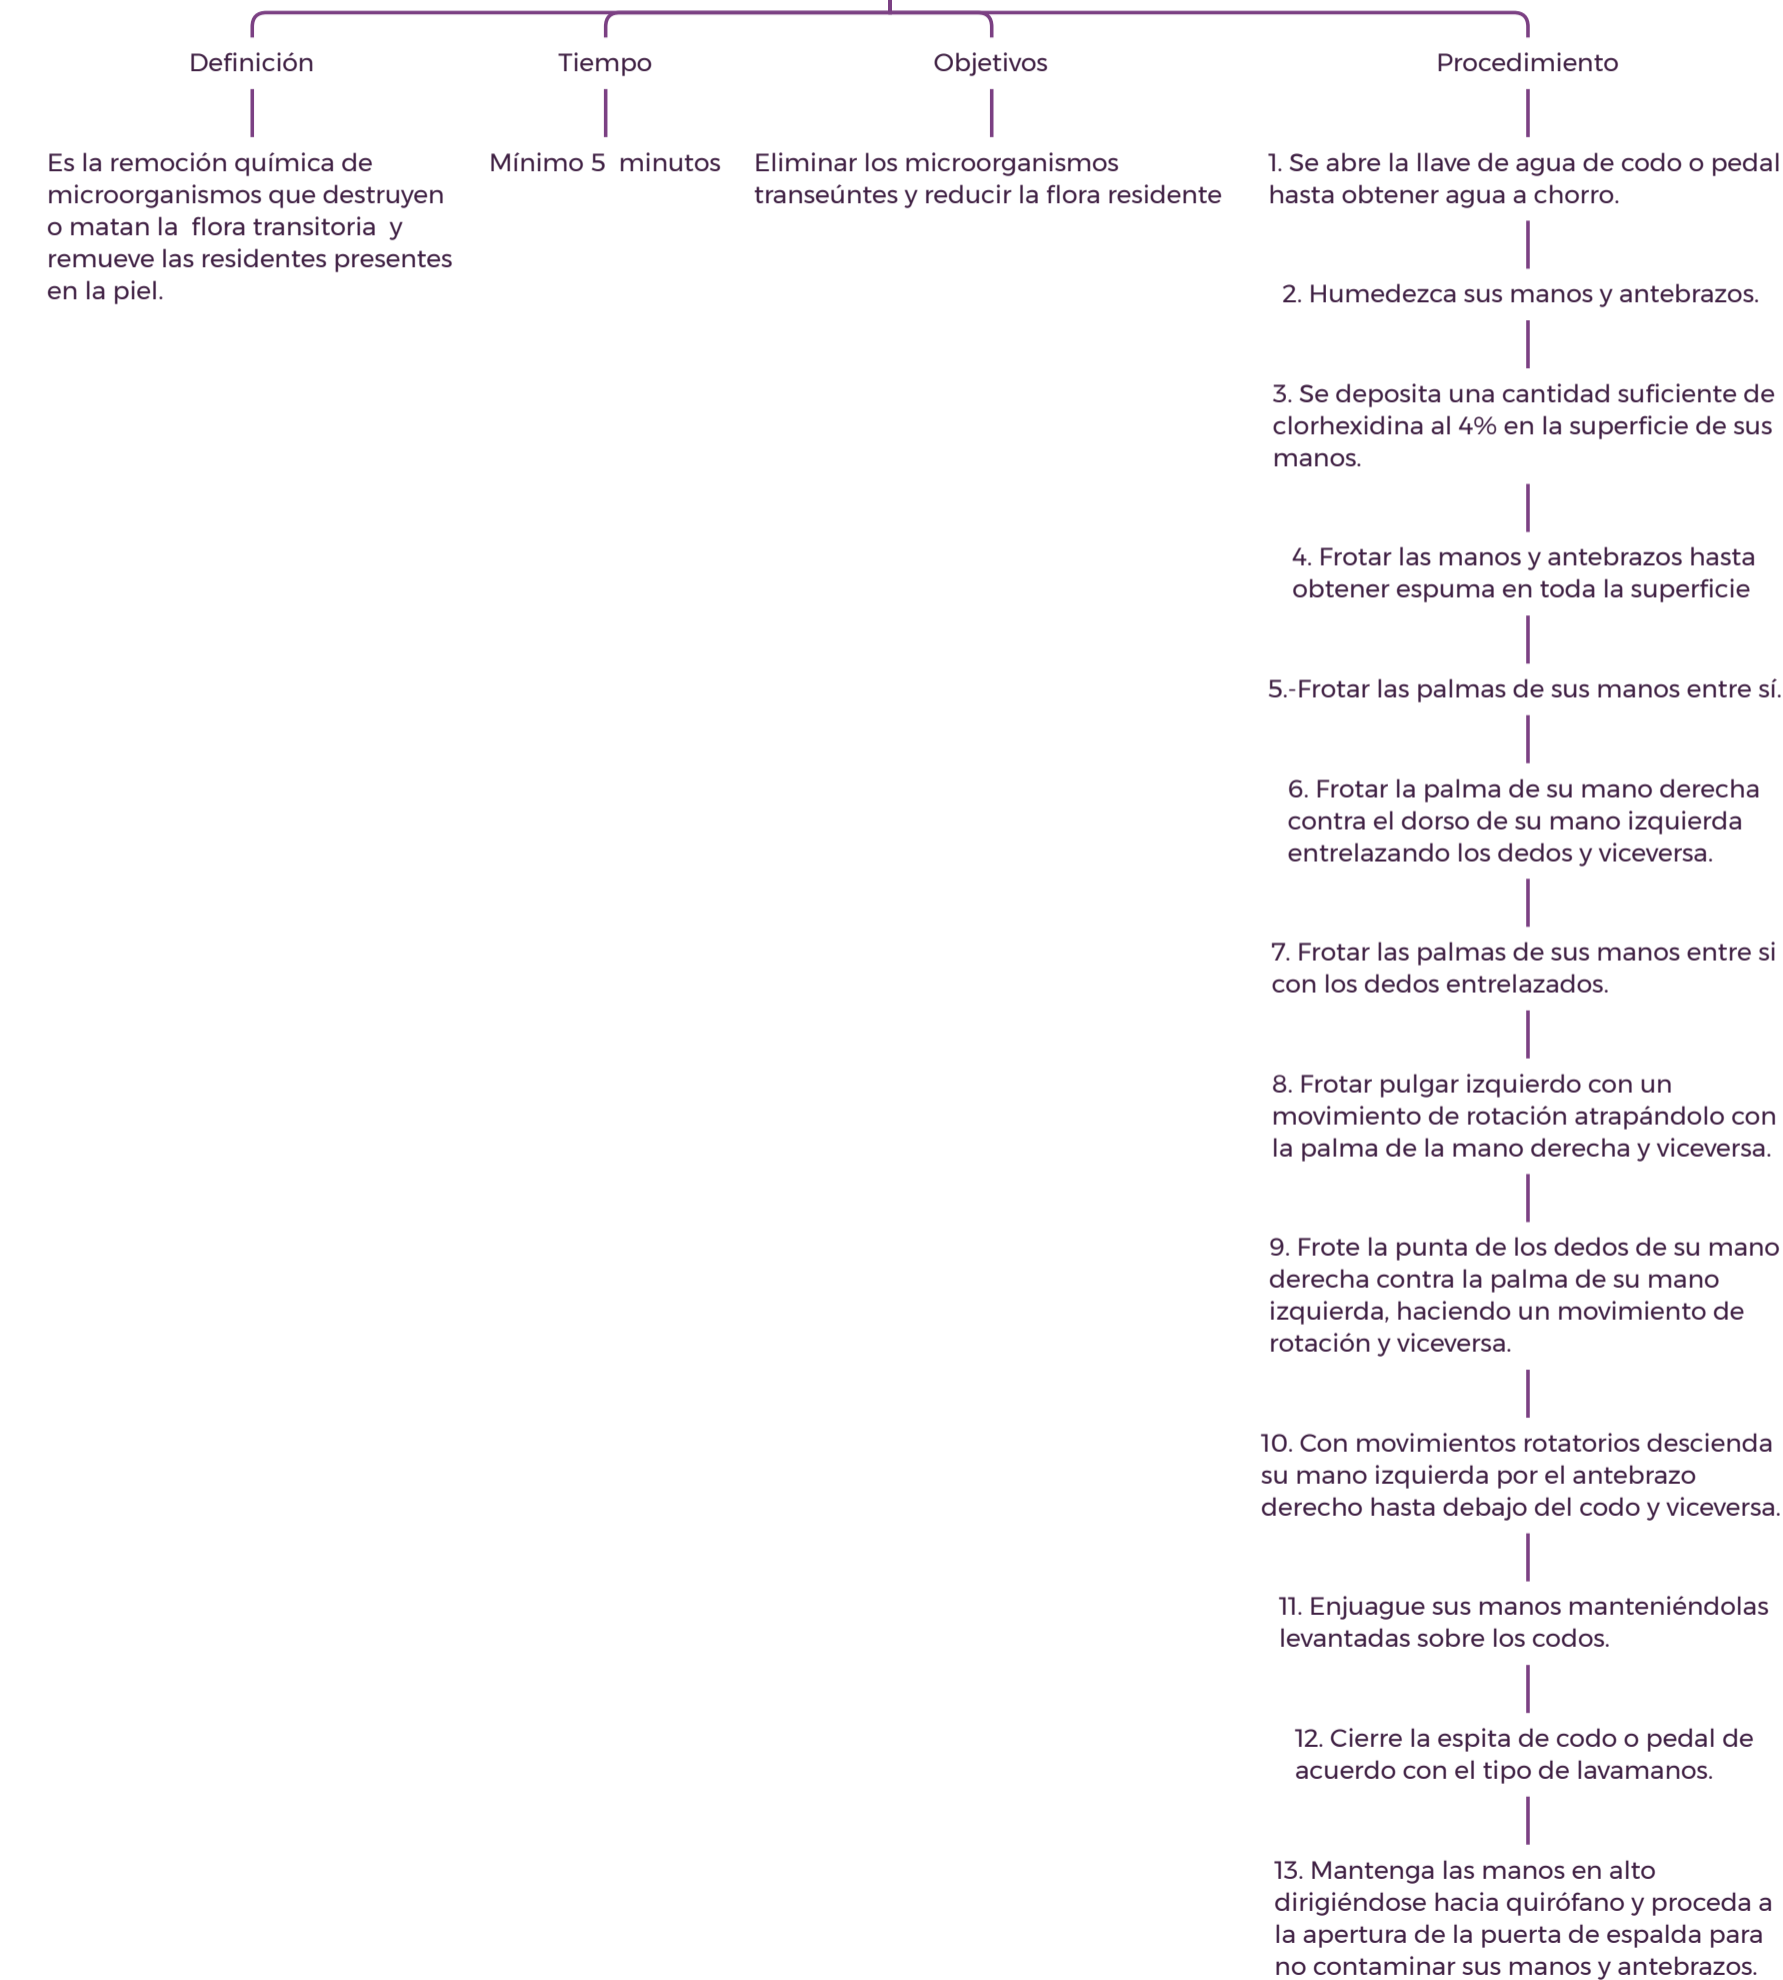 Definición
Tiempo
Objetivos
Procedimiento
Es la remoción química de
microorganismos que destruyen
o matan la  flora transitoria  y
remueve las residentes presentes
en la piel.
Mínimo 5  minutos
Eliminar los microorganismos
transeúntes y reducir la flora residente
1. Se abre la llave de agua de codo o pedal
hasta obtener agua a chorro.
2. Humedezca sus manos y antebrazos.
3. Se deposita una cantidad suficiente de
clorhexidina al 4% en la superficie de sus
manos.
4. Frotar las manos y antebrazos hasta
obtener espuma en toda la superficie
5.-Frotar las palmas de sus manos entre sí.
6. Frotar la palma de su mano derecha
contra el dorso de su mano izquierda
entrelazando los dedos y viceversa.
7. Frotar las palmas de sus manos entre si
con los dedos entrelazados.
8. Frotar pulgar izquierdo con un
movimiento de rotación atrapándolo con
la palma de la mano derecha y viceversa.
9. Frote la punta de los dedos de su mano
derecha contra la palma de su mano
izquierda, haciendo un movimiento de
rotación y viceversa.
10. Con movimientos rotatorios descienda
su mano izquierda por el antebrazo
derecho hasta debajo del codo y viceversa.
11. Enjuague sus manos manteniéndolas
levantadas sobre los codos.
12. Cierre la espita de codo o pedal de
acuerdo con el tipo de lavamanos.
13. Mantenga las manos en alto
dirigiéndose hacia quirófano y proceda a
la apertura de la puerta de espalda para
no contaminar sus manos y antebrazos.